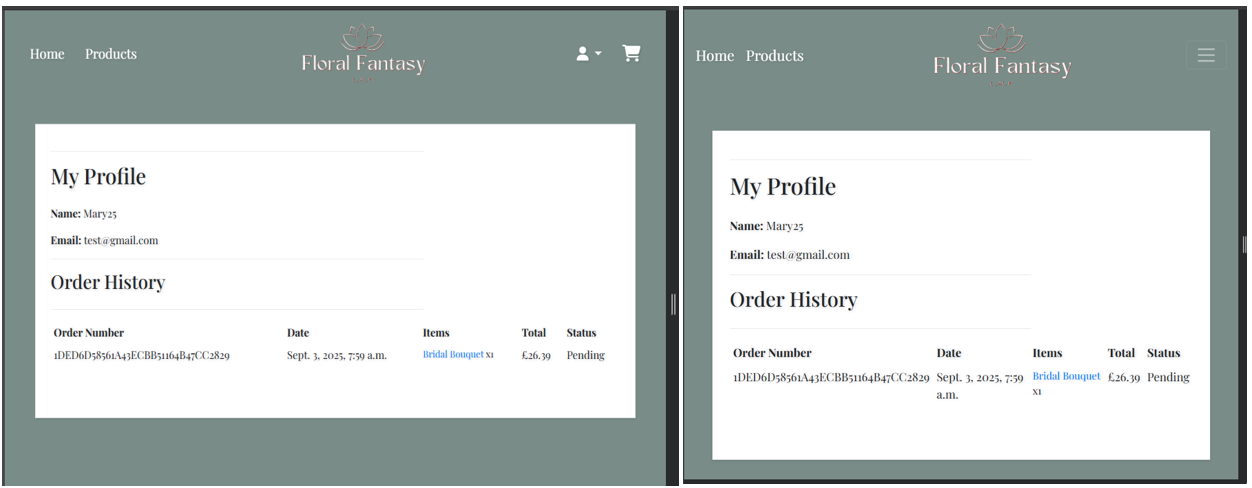 Home Products
Floral Fantasy
My Profile
Name: Mary25
Email: test@gmail.com
Order History
Order Number Date Items Total Status
1DED6D58561A43ECBB51164B47CC2829 Sept. 3, 2025, 7:59 a.m. Bridal Bouquet x1 £26.39 Pending
Home Products
Floral Fantasy
My Profile
Name: Mary25
Email: test@gmail.com
Order History
Order Number Date Items Total Status
1DED6D58561A43ECBB51164B47CC2829 Sept. 3, 2025, 7:59 Bridal Bouquet £26.39 Pending
a.m. x1